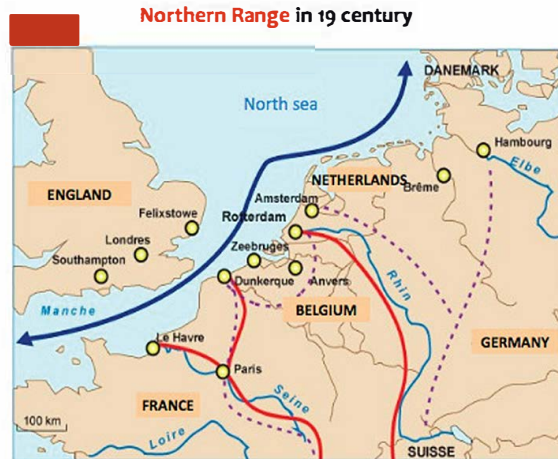 Northern Range in 19 century
DANEMARK
North sea
Hambourg
Elbe
NETHERLANDS
Brême
ENGLAND
Amsterdam
Felixstowe
Rotterdam
Londres
Zeebruges
Southampton
Dunkerque
Anvers
Rhin
Manche
BELGIUM
Le Havre
GERMANY
Paris
FRANCE
Seine
100 km
Loire
SUISSE